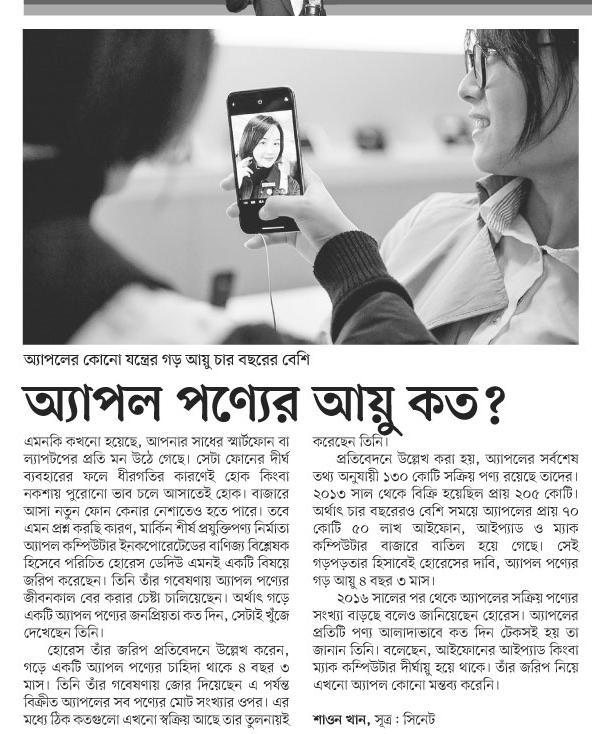 অ্যাপলের কোনো যন্ত্রের গড় আয়ু চার বছরের বেশি
অ্যাপল পণ্যের আয়ু কত?
এমনকি কখনো হয়েছে, আপনার সাধের স্মার্টফোন বা
ল্যাপটপের প্রতি মন উঠে গেছে। সেটা ফোনের দীর্ঘ
ব্যবহারের ফলে ধীরগতির কারণেই হোক কিংবা
নকশায় পুরোনো ভাব চলে আসাতেই হোক। বাজারে
আসা নতুন ফোন কেনার নেশাতেও হতে পারে। তবে
এমন প্রশ্ন করছি কারণ, মার্কিন শীর্ষ প্রযুক্তিপণ্য নির্মাতা
অ্যাপল কম্পিউটার ইনকপোরেটেডের বাণিজ্য বিশ্লেষক
হিসেবে পরিচিত হোরেস ডেদিউ এমনই একটি বিষয়ে
জরিপ করেছেন। তিনি তাঁর গবেষণায় অ্যাপল পণ্যের
জীবনকাল বের করার চেষ্টা চালিয়েছেন। অর্থাৎ গড়ে
একটি অ্যাপল পণ্যের জনপ্রিয়তা কত দিন, সেটাই খুঁজে
দেখেছেন তিনি।
হোরেস তাঁর জরিপ প্রতিবেদনে উল্লেখ করেন,
গড়ে একটি অ্যাপল পণ্যের চাহিদা থাকে ৪ বছর ৩
মাস। তিনি তাঁর গবেষণায় জোর দিয়েছেন এ পর্যন্ত
বিক্রীত অ্যাপলের সব পণ্যের মোট সংখ্যার ওপর। এর
মধ্যে ঠিক কতগুলো এখনো স্বক্রিয় আছে তার তুলনায়ই
করেছেন তিনি।
প্রতিবেদনে উল্লেখ করা হয়, অ্যাপলের সর্বশেষ
তথ্য অনুযায়ী ১৩০ কোটি সক্রিয় পণ্য রয়েছে তাদের।
২০১৩ সাল থেকে বিক্রি হয়েছিল প্রায় ২০৫ কোটি।
অর্থাৎ চার বছরেরও বেশি সময়ে অ্যাপলের প্রায় ৭০
কোটি ৫০ লাখ আইফোন, আইপ্যাড ও ম্যাক
কম্পিউটার বাজারে বাতিল হয়ে গেছে। সেই
গড়পড়তার হিসাবেই হোরেসের দাবি, অ্যাপল পণ্যের
গড় আয়ু ৪ বছর ৩ মাস।
২০১৬ সালের পর থেকে অ্যাপলের সক্রিয় পণ্যের
সংখ্যা বাড়ছে বলেও জানিয়েছেন হোরেস। অ্যাপলের
প্রতিটি পণ্য আলাদাভাবে কত দিন টেকসই হয় তা
জানান তিনি। বলেছেন, আইফোনের আইপ্যাড কিংবা
ম্যাক কম্পিউটার দীর্ঘায়ু হয়ে থাকে। তাঁর জরিপ নিয়ে
এখনো অ্যাপল কোনো মন্তব্য করেনি।
শাওন খান, সূত্র : সিনেট